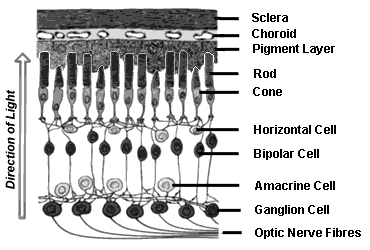 Sclera
Choroid
Pigment Layer
Rod
Cone
Horizontal Cell
Bipolar Cell
Amacrine Cell
Ganglion Cell
Optic Nerve Fibres
Direction of Light